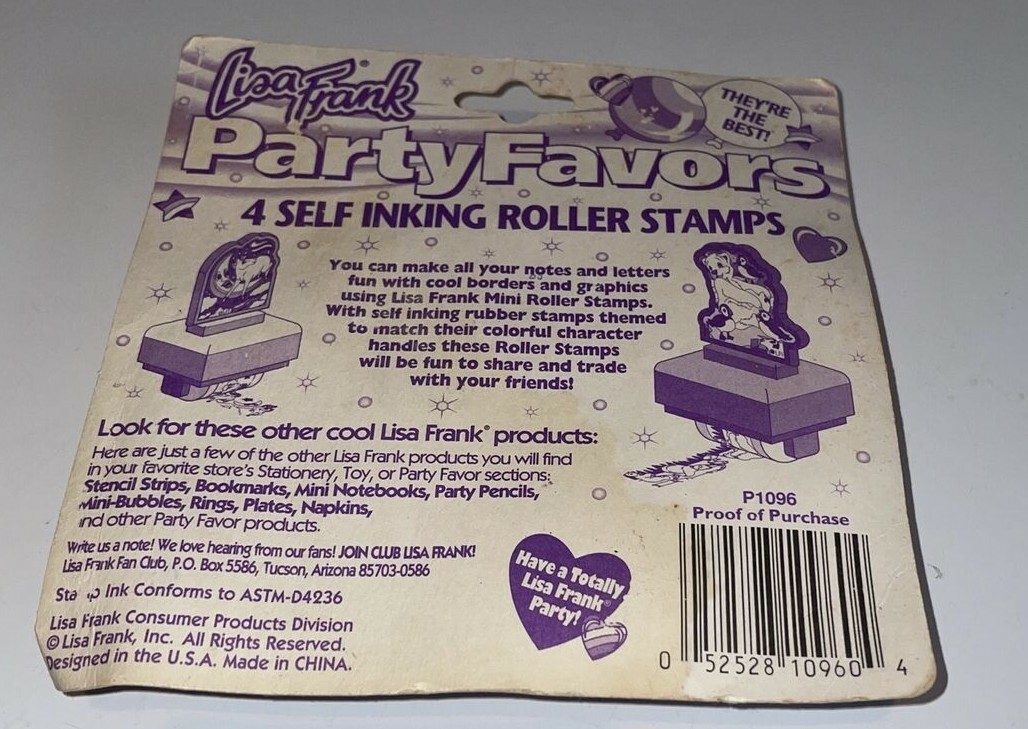 Lisa Frank®
THEY'RE
THE
BEST!
Party Favors
4 SELF INKING ROLLER STAMPS
You can make all your notes and letters
fun with cool borders and graphics
using Lisa Frank Mini Roller Stamps.
With self inking rubber stamps themed
to match their colorful character
handles these Roller Stamps
will be fun to share and trade
with your friends!
Look for these other cool Lisa Frank® products:
Here are just a few of the other Lisa Frank products you will find
in your favorite store's Stationery, Toy, or Party Favor sections:
Stencil Strips, Bookmarks, Mini Notebooks, Party Pencils,
Mini-Bubbles, Rings, Plates, Napkins,
and other Party Favor products.
Write us a note! We love hearing from our fans! JOIN CLUB LISA FRANK!
Lisa Frank Fan Club, P.O. Box 5586, Tucson, Arizona 85703-0586
Stamp Ink Conforms to ASTM-D4236
Lisa Frank Consumer Products Division
© Lisa Frank, Inc. All Rights Reserved.
Designed in the U.S.A. Made in CHINA.
Have a Totally
Lisa Frank®
Party!
P1096
Proof of Purchase
0 52528 10960 4